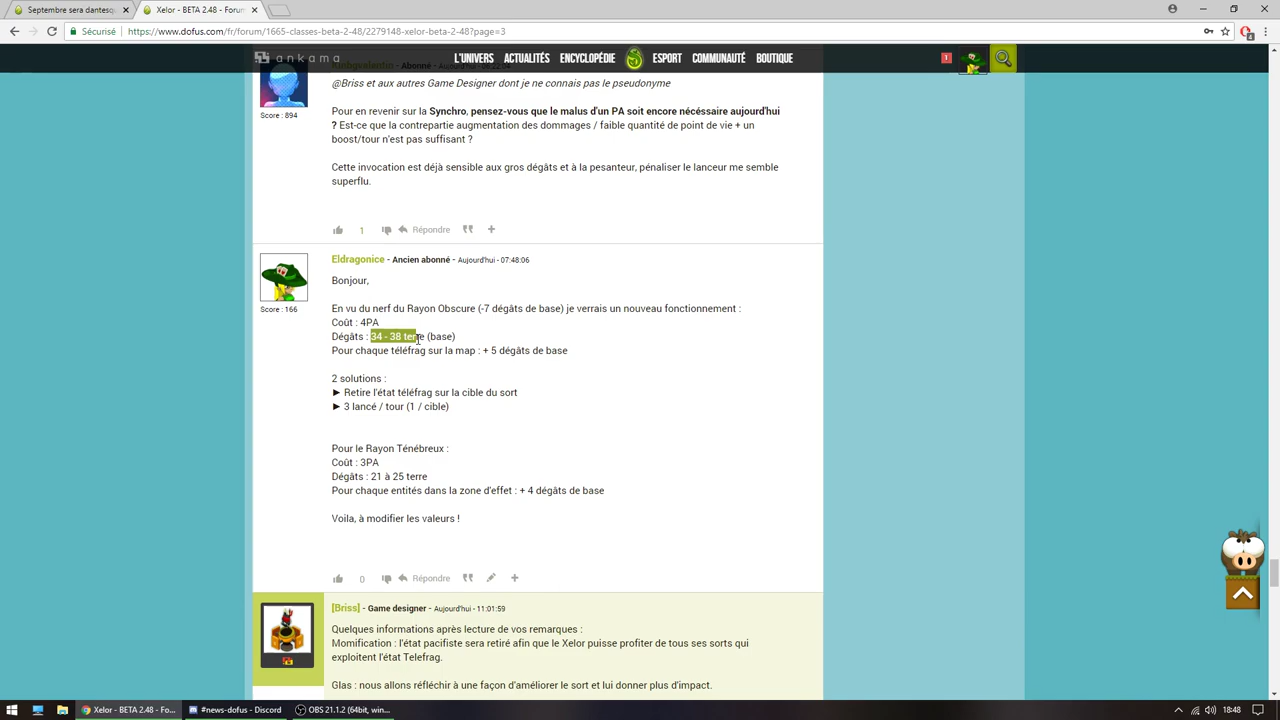 Septembre sera dantesq
Xelor - BETA 2.48 - For
Sécurisé
https://www.dofus.com/fr/forum/1665-classes-beta-2-48/2279148-xelor-beta-2-48?page=3
4
ankama
L'UNIVERS
ACTUALITÉS
ENCYCLOPÉDIE
ESPORT
COMMUNAUTÉ
BOUTIQUE
1
Abonné - Aujourd'hui
@Briss et aux autres Game Designer dont je ne connais pas le pseudonyme
Score : 894
Pour en revenir sur la Synchro, pensez-vous que le malus d'un PA soit encore nécéssaire aujourd'hui
? Est-ce que la contrepartie augmentation des dommages / faible quantité de point de vie + un
boost/tour n'est pas suffisant ?
Cette invocation est déjà sensible aux gros dégâts et à la pesanteur, pénaliser le lanceur me semble
superflu.
1
Répondre
Eldragonice - Ancien abonné - Aujourd'hui - 07:48:06
Bonjour,
Score : 166
En vu du nerf du Rayon Obscure (-7 dégâts de base) je verrais un nouveau fonctionnement :
Coût : 4PA
Dégâts : 34 - 38 terre (base)
Pour chaque téléfrag sur la map : + 5 dégâts de base
2 solutions :
► Retire l'état téléfrag sur la cible du sort
► 3 lancé / tour (1 / cible)
Pour le Rayon Ténébreux :
Coût : 3PA
Dégâts : 21 à 25 terre
Pour chaque entités dans la zone d'effet : + 4 dégâts de base
Voila, à modifier les valeurs !
0
Répondre
[Briss] - Game designer - Aujourd'hui - 11:01:59
Quelques informations après lecture de vos remarques :
Momification : l'état pacifiste sera retiré afin que le Xelor puisse profiter de tous ses sorts qui
exploitent l'état Telefrag.
Glas : nous allons réfléchir à une façon d'améliorer le sort et lui donner plus d'impact.
Xelor - BETA 2.48 - Fo...
#news-dofus - Discord
OBS 21.1.2 (64bit, win...
18:48